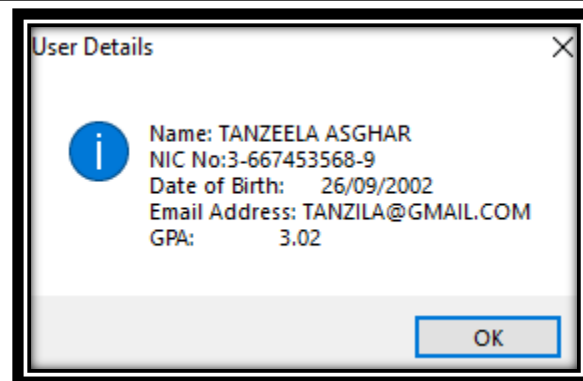 User Details
Name: TANZEELA ASGHAR
NIC No:3-667453568-9
Date of Birth: 26/09/2002
Email Address: TANZILA@GMAIL.COM
GPA: 3.02
OK